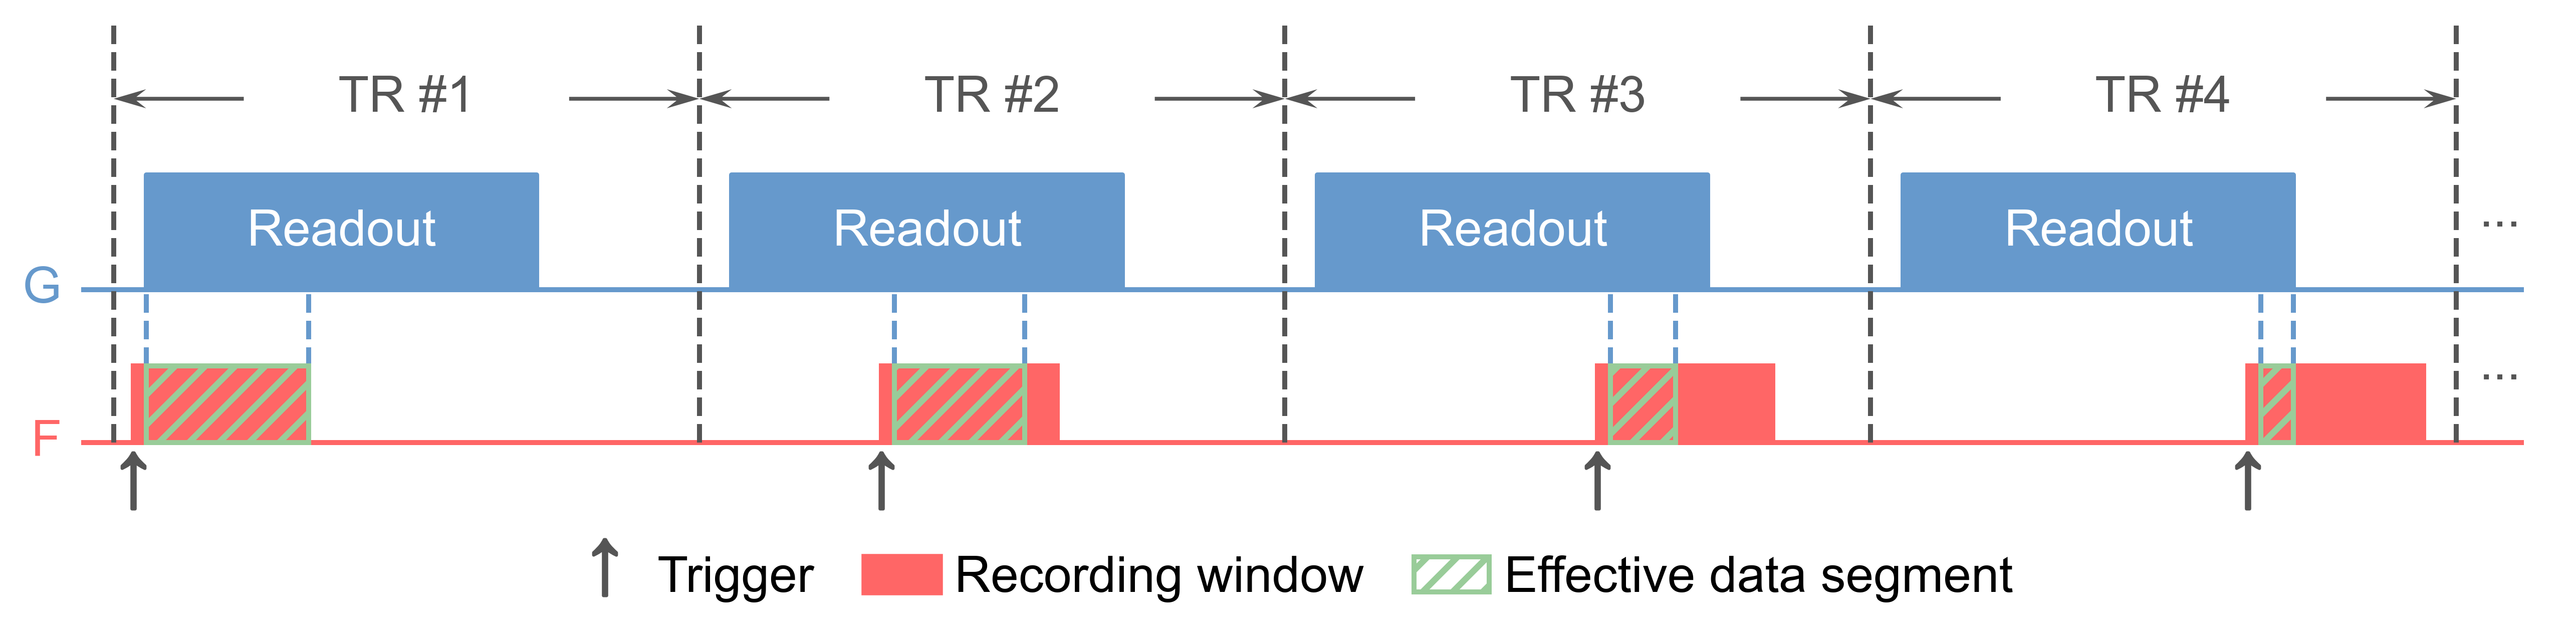 TR #1 TR #2 TR #3 TR #4
Readout Readout Readout Readout ...
G
F ...
Trigger Recording window Effective data segment